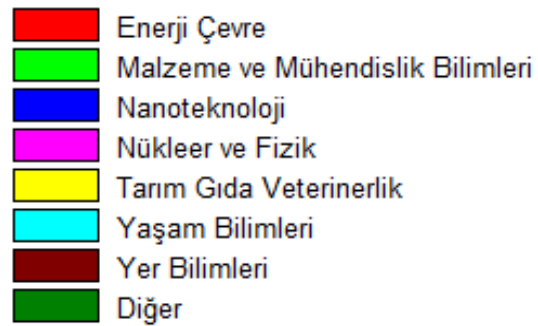 Enerji Çevre
Malzeme ve Mühendislik Bilimleri
Nanoteknoloji
Nükleer ve Fizik
Tarım Gıda Veterinerlik
Yaşam Bilimleri
Yer Bilimleri
Diğer